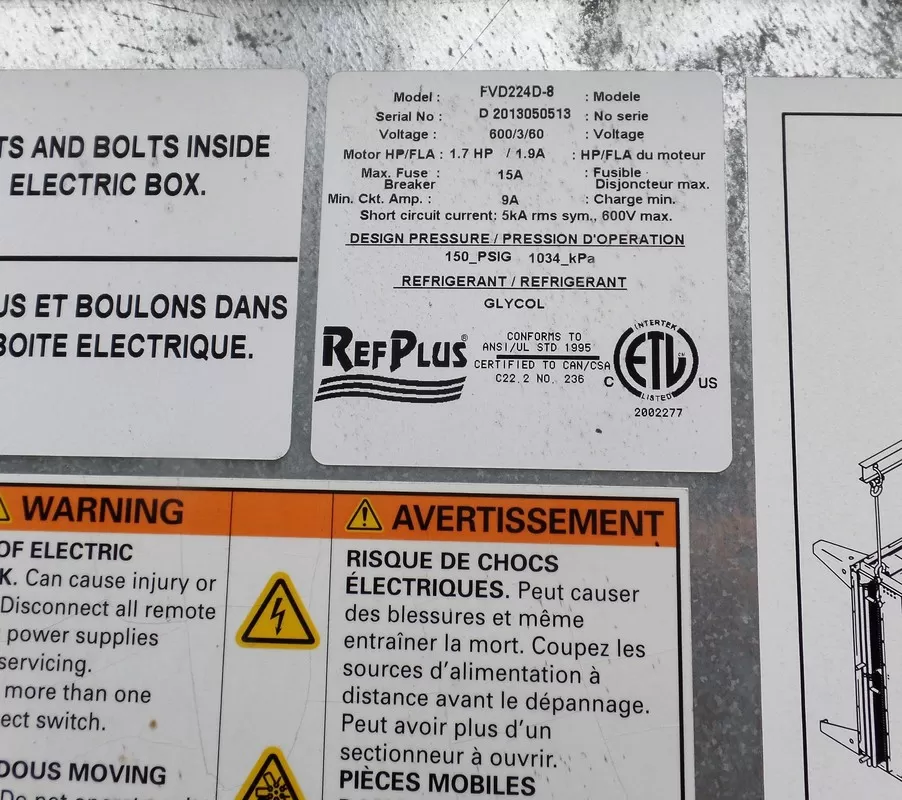 TS AND BOLTS INSIDE
ELECTRIC BOX.
US ET BOULONS DANS
BOITE ELECTRIQUE.
Model : FVD224D-8 : Modele
Serial No : D 2013050513 : No serie
Voltage : 600/3/60 : Voltage
Motor HP/FLA : 1.7 HP / 1.9A : HP/FLA du moteur
Max. Fuse : 15A : Fusible
Breaker Disjoncteur max.
Min. Ckt. Amp. : 9A : Charge min.
Short circuit current: 5kA rms sym., 600V max.
DESIGN PRESSURE / PRESSION D'OPERATION
150_PSIG 1034_kPa
REFRIGERANT / REFRIGERANT
GLYCOL
REFPLUS®
CONFORMS TO
ANSI/UL STD 1995
CERTIFIED TO CAN/CSA
C22.2 NO. 236
INTERTEK
C ETL US
LISTED
2002277
WARNING
OF ELECTRIC
K. Can cause injury or
Disconnect all remote
power supplies
servicing.
more than one
ect switch.
DOUS MOVING
AVERTISSEMENT
RISQUE DE CHOCS
ÉLECTRIQUES. Peut causer
des blessures et même
entraîner la mort. Coupez les
sources d'alimentation à
distance avant le dépannage.
Peut avoir plus d'un
sectionneur à ouvrir.
PIÈCES MOBILES